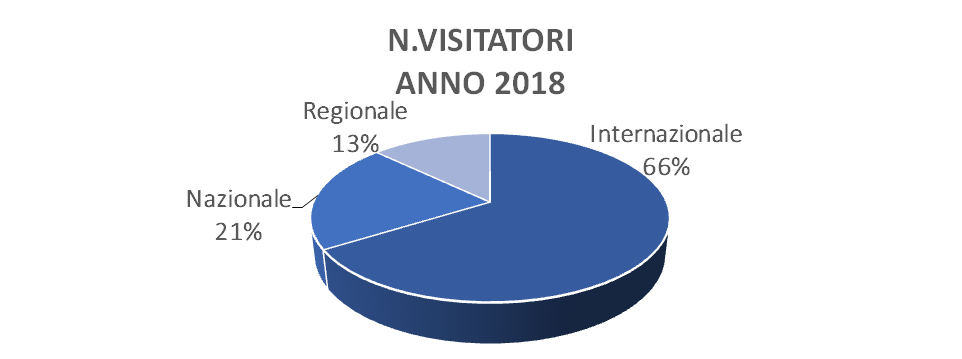 N.VISITATORI
ANNO 2018
Regionale
13%
Internazionale
66%
Nazionale
21%